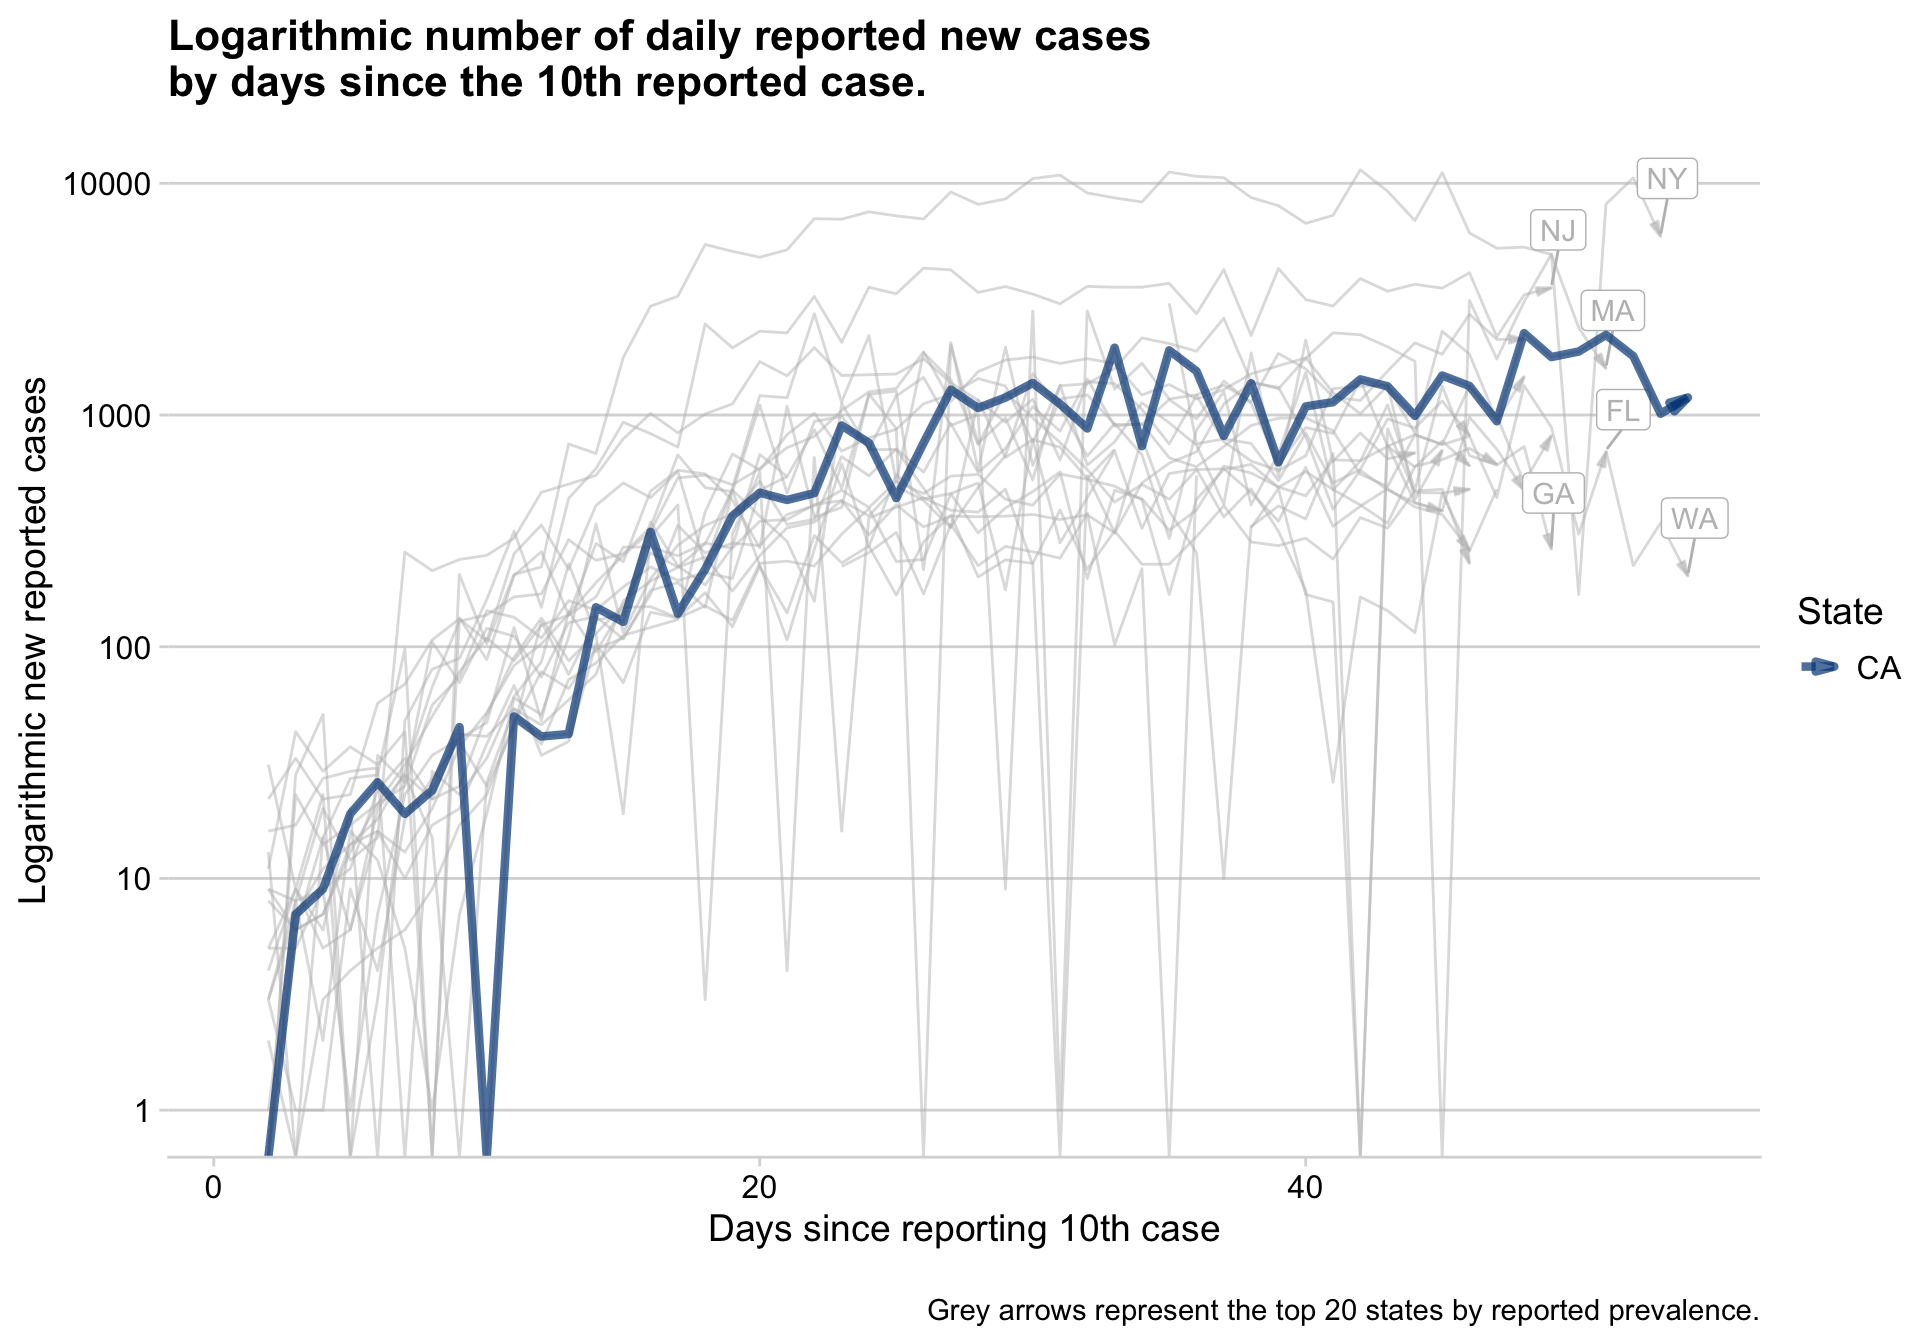 Logarithmic number of daily reported new cases
by days since the 10th reported case.
Logarithmic new reported cases
10000
1000
100
10
1
NY
NJ
MA
FL
GA
WA
State
CA
0
20
40
Days since reporting 10th case
Grey arrows represent the top 20 states by reported prevalence.